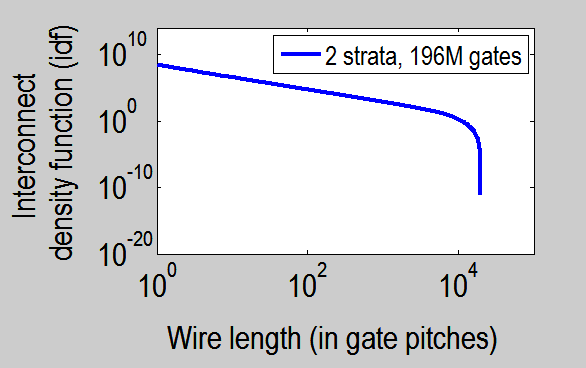 Interconnect
density function (idf)
10^10
10^0
10^-10
10^-20
2 strata, 196M gates
10^0 10^2 10^4
Wire length (in gate pitches)